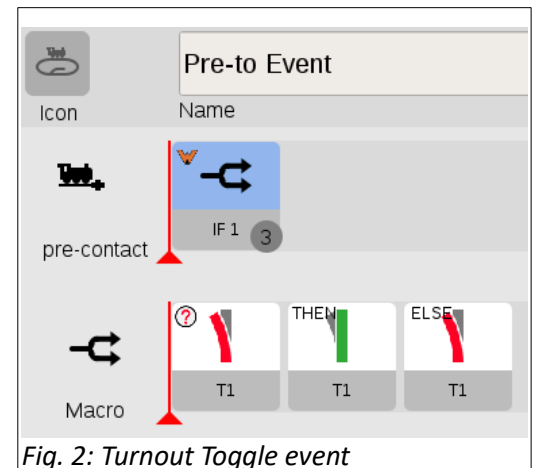 Pre-to Event
Icon
Name
IF 1
3
pre-contact
?
THEN
ELSE
T1
T1
T1
Macro
Fig. 2: Turnout Toggle event